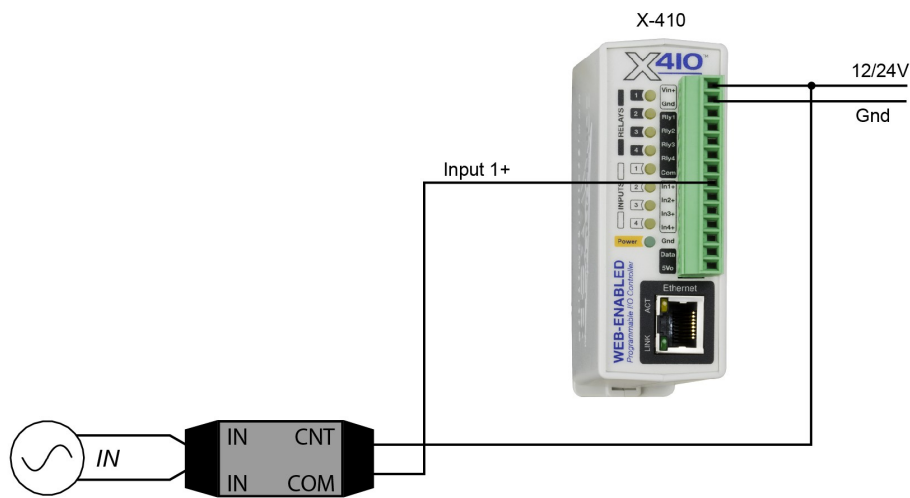 X-410
X410™
12/24V
Gnd
Input 1+
RELAYS
1
2
3
4
INPUTS
1
2
3
4
Power
Vin+
Gnd
Rly1
Rly2
Rly3
Rly4
Com
In1+
In2+
In3+
In4+
Gnd
Data
5Vo
WEB-ENABLED
Programmable I/O Controller
Ethernet
ACT
LINK
IN
IN CNT
IN COM